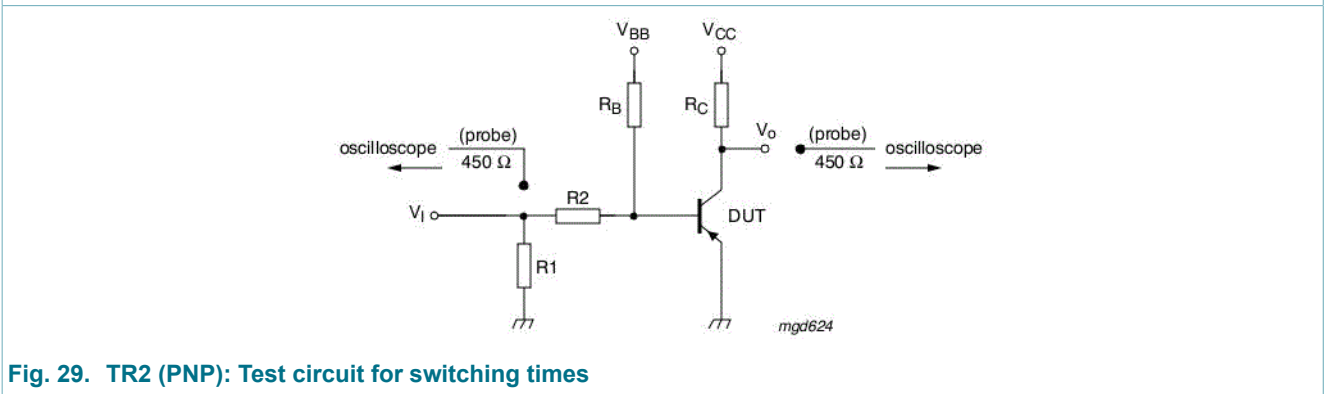 VBB
VCC
RB
RC
Vo
(probe)
oscilloscope
450 Ω
(probe)
450 Ω
oscilloscope
R2
VI
DUT
R1
mgd624
Fig. 29. TR2 (PNP): Test circuit for switching times